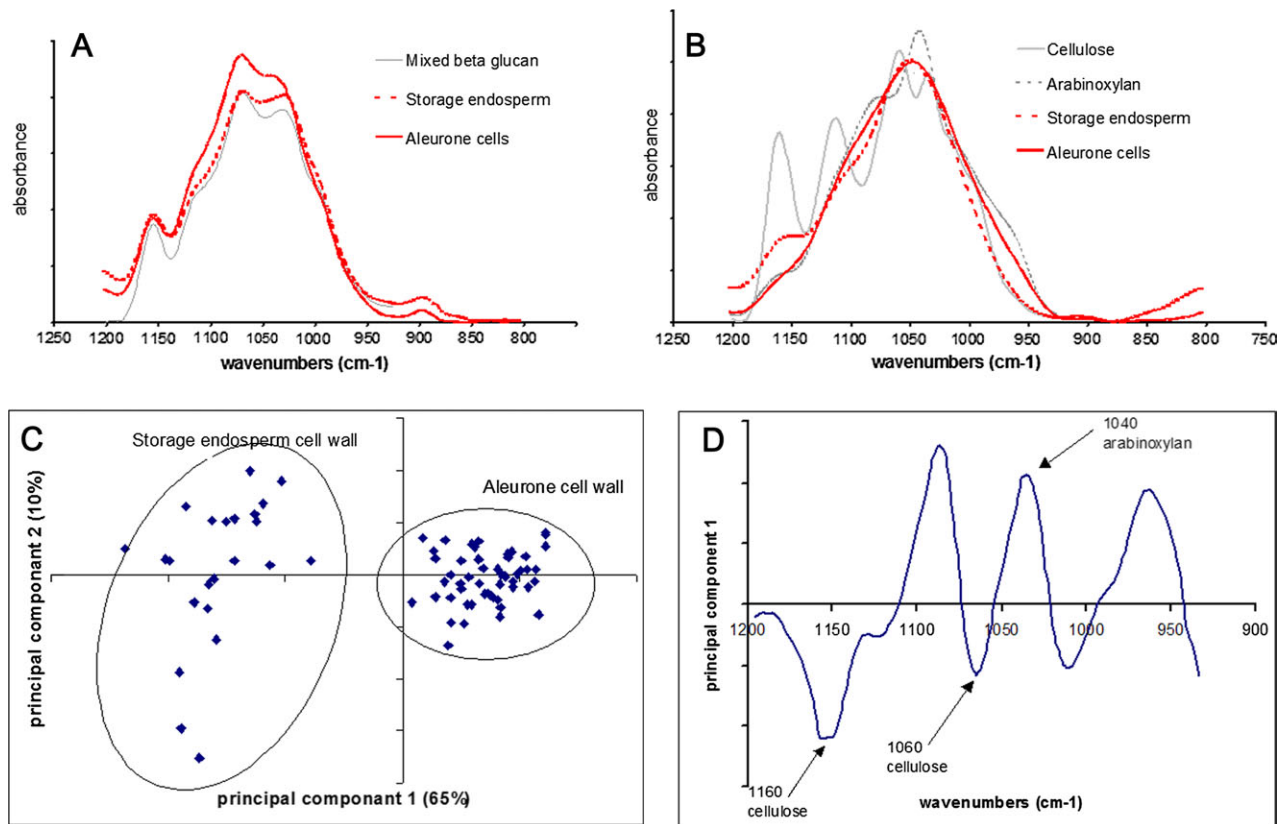 A
absorbance
Mixed beta glucan
Storage endosperm
Aleurone cells
1250 1200 1150 1100 1050 1000 950 900 850 800 750
wavenumbers (cm-1)
B
absorbance
Cellulose
Arabinoxylan
Storage endosperm
Aleurone cells
1250 1200 1150 1100 1050 1000 950 900 850 800 750
wavenumbers (cm-1)
C
Storage endosperm cell wall
Aleurone cell wall
principal componant 2 (10%)
principal componant 1 (65%)
D
1040
arabinoxylan
principal component 1
1200 1150 1100 1050 1000 950 900
1060
cellulose
1160
cellulose
wavenumbers (cm-1)